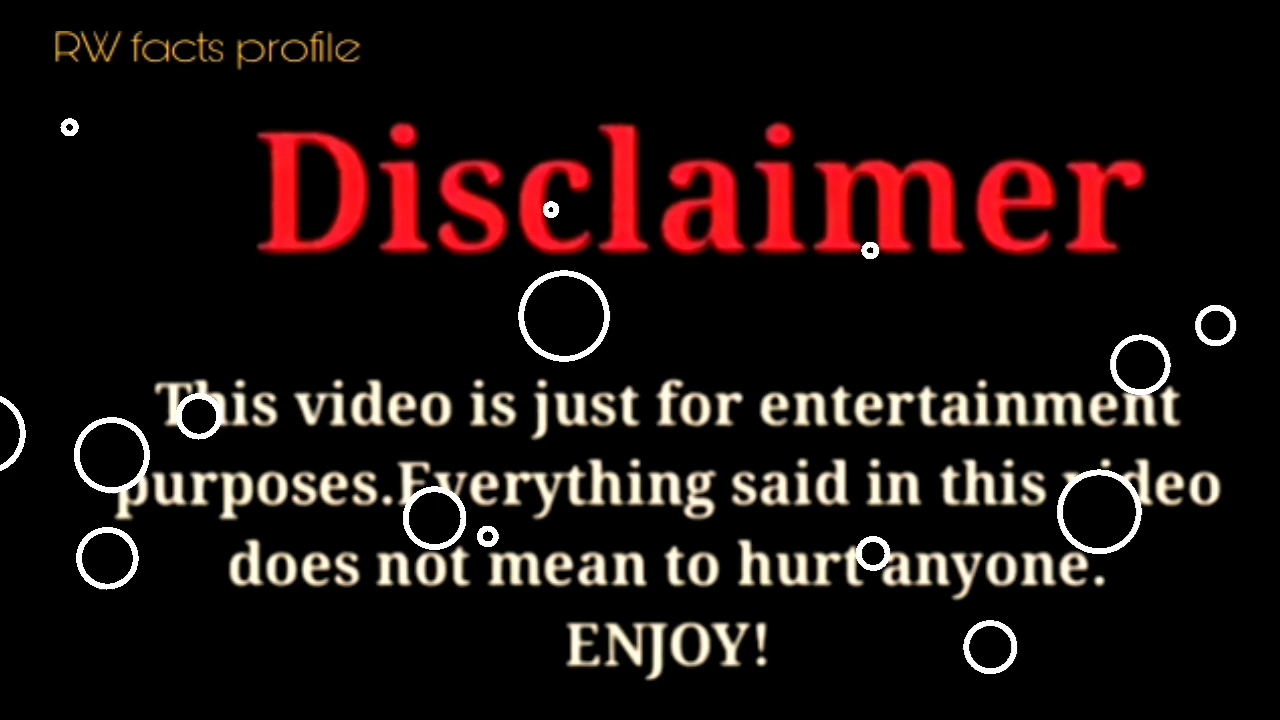 RW facts profile
Disclaimer
This video is just for entertainment
purposes.Everything said in this video
does not mean to hurt anyone.
ENJOY!